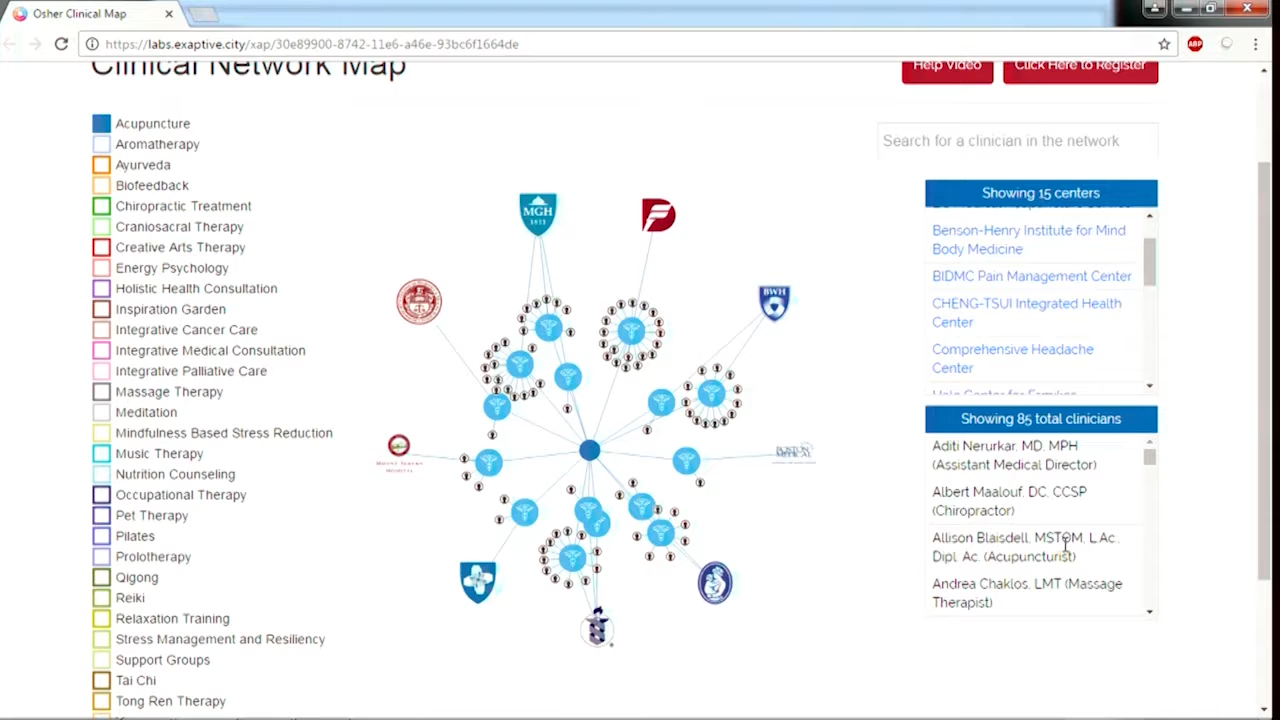 Osher Clinical Map
https://labs.exaptive.city/xap/30e89900-8742-11e6-a46e-93bc6f1664de
ABP
Clinical Network Map
Help Video
Click Here to Register
Acupuncture
Aromatherapy
Ayurveda
Biofeedback
Chiropractic Treatment
Craniosacral Therapy
Creative Arts Therapy
Energy Psychology
Holistic Health Consultation
Inspiration Garden
Integrative Cancer Care
Integrative Medical Consultation
Integrative Palliative Care
Massage Therapy
Meditation
Mindfulness Based Stress Reduction
Music Therapy
Nutrition Counseling
Occupational Therapy
Pet Therapy
Pilates
Prolotherapy
Qigong
Reiki
Relaxation Training
Stress Management and Resiliency
Support Groups
Tai Chi
Tong Ren Therapy
MGH
1811
F
BWH
MOUNT AUBURN
HOSPITAL
Search for a clinician in the network
Showing 15 centers
Benson-Henry Institute for Mind
Body Medicine
BIDMC Pain Management Center
CHENG-TSUI Integrated Health
Center
Comprehensive Headache
Center
Showing 85 total clinicians
Aditi Nerurkar, MD, MPH
(Assistant Medical Director)
Albert Maalouf, DC, CCSP
(Chiropractor)
Allison Blaisdell, MSTOM, L.Ac.,
Dipl. Ac. (Acupuncturist)
Andrea Chaklos, LMT (Massage
Therapist)